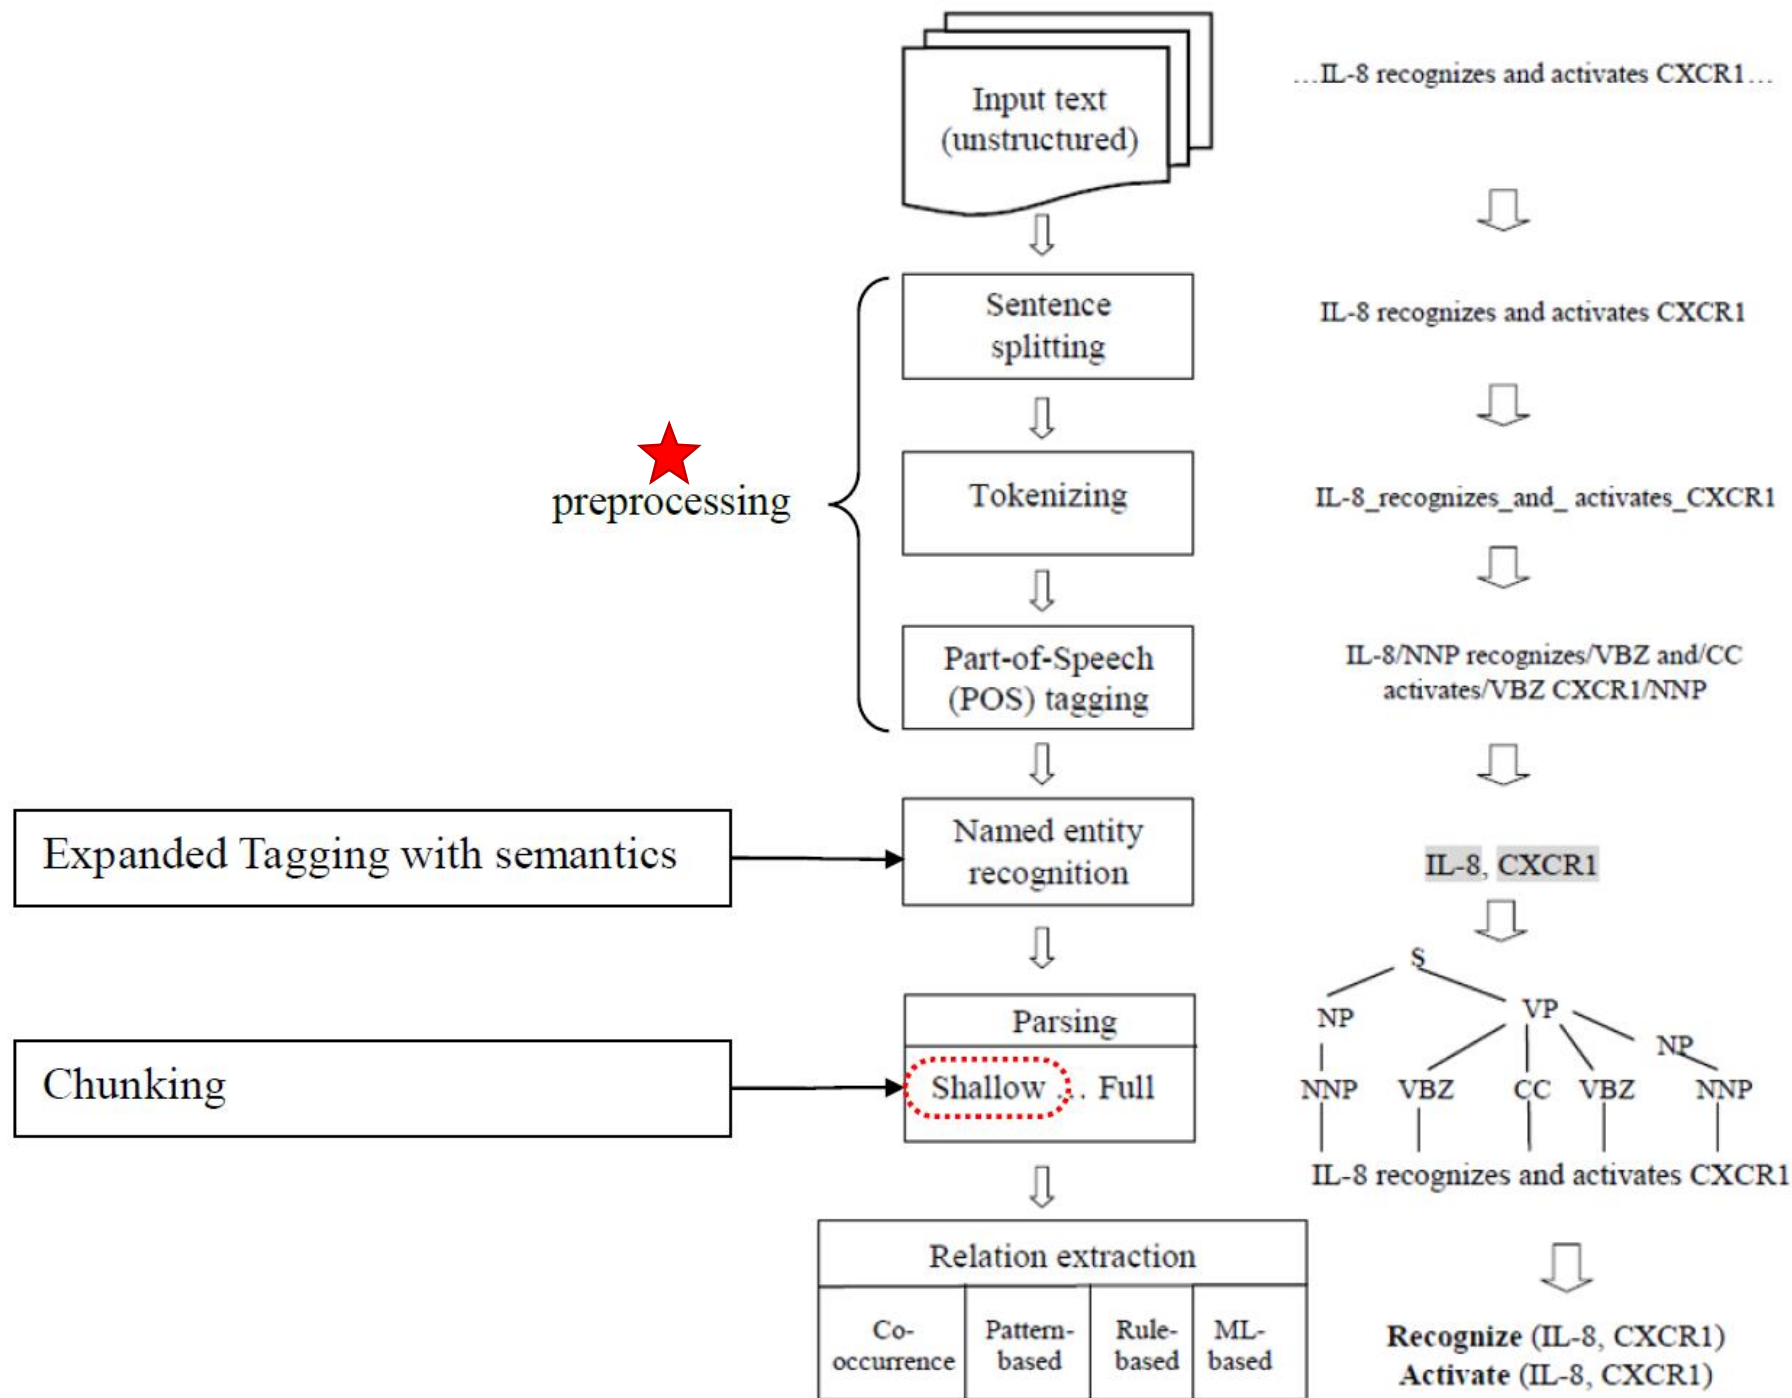 Input text
(unstructured)
…IL-8 recognizes and activates CXCR1…
Sentence
splitting
IL-8 recognizes and activates CXCR1
preprocessing
Tokenizing
IL-8_recognizes_and_ activates_CXCR1
Part-of-Speech
(POS) tagging
IL-8/NNP recognizes/VBZ and/CC
activates/VBZ CXCR1/NNP
Expanded Tagging with semantics
Named entity
recognition
IL-8, CXCR1
Chunking
Parsing
Shallow … Full
S
NP VP
NP
NNP VBZ CC VBZ NNP
IL-8 recognizes and activates CXCR1
Relation extraction
Co-
occurrence
Pattern-
based
Rule-
based
ML-
based
Recognize (IL-8, CXCR1)
Activate (IL-8, CXCR1)